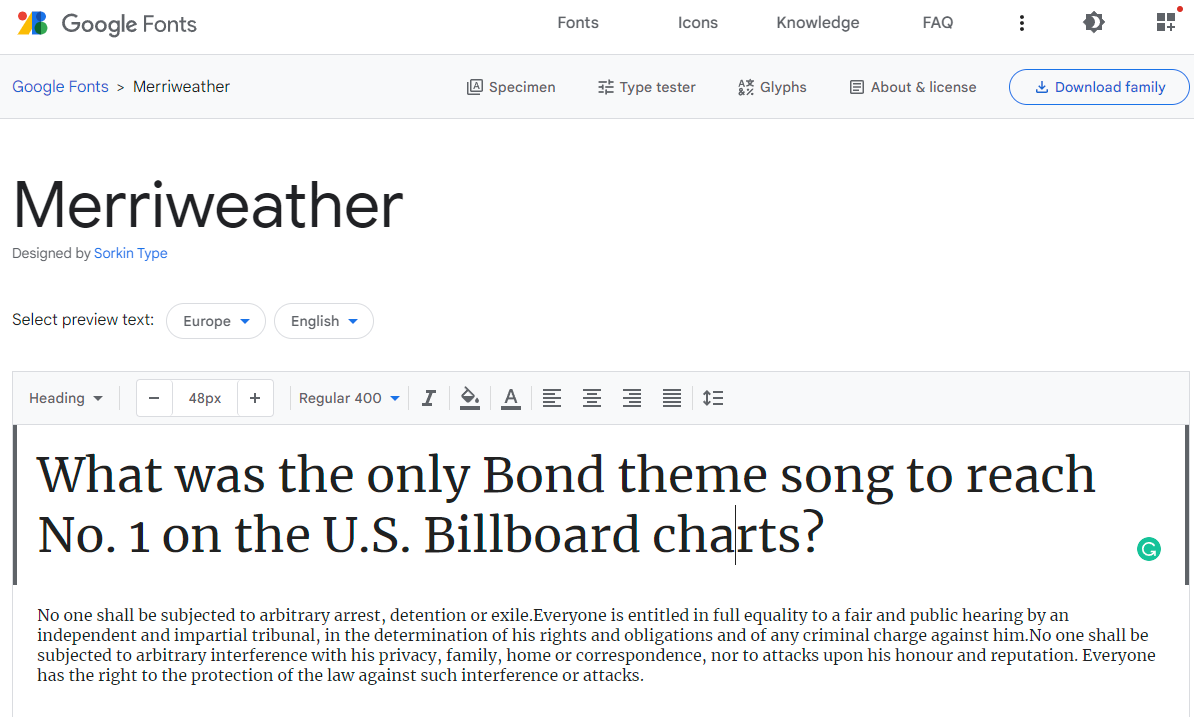 Google Fonts
Fonts Icons Knowledge FAQ
Google Fonts > Merriweather
Specimen Type tester Glyphs About & license Download family
Merriweather
Designed by Sorkin Type
Select preview text: Europe English
Heading − 48px + Regular 400
What was the only Bond theme song to reach
No. 1 on the U.S. Billboard charts?
No one shall be subjected to arbitrary arrest, detention or exile.Everyone is entitled in full equality to a fair and public hearing by an
independent and impartial tribunal, in the determination of his rights and obligations and of any criminal charge against him.No one shall be
subjected to arbitrary interference with his privacy, family, home or correspondence, nor to attacks upon his honour and reputation. Everyone
has the right to the protection of the law against such interference or attacks.